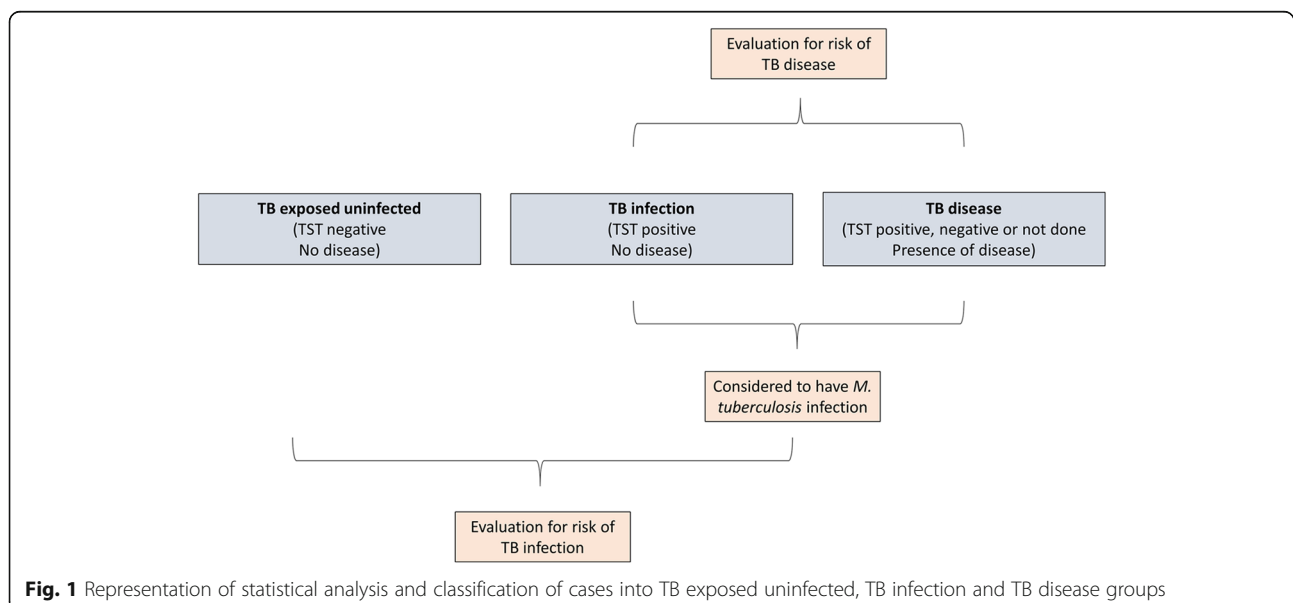 Evaluation for risk of
TB disease
TB exposed uninfected
(TST negative
No disease)
TB infection
(TST positive
No disease)
TB disease
(TST positive, negative or not done
Presence of disease)
Considered to have M.
tuberculosis infection
Evaluation for risk of
TB infection
Fig. 1 Representation of statistical analysis and classification of cases into TB exposed uninfected, TB infection and TB disease groups